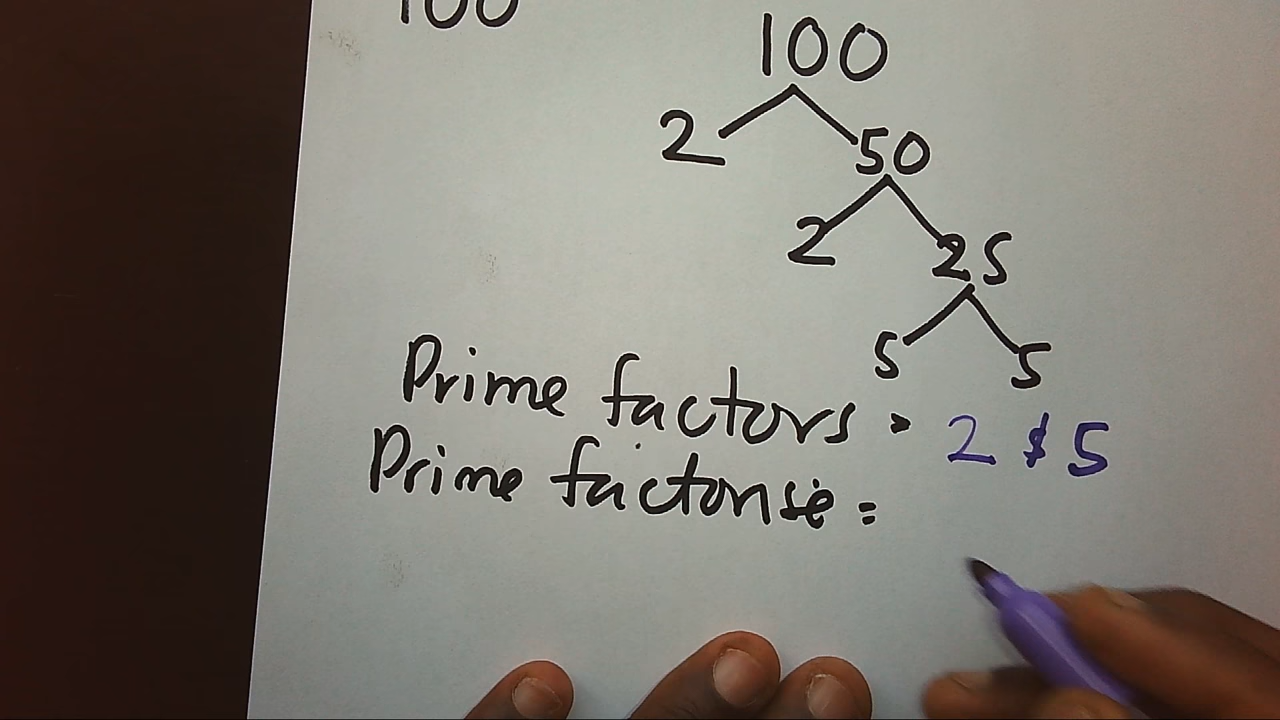 100
100
2 50
2 25
5 5
Prime factors = 2 & 5
Prime factorise =